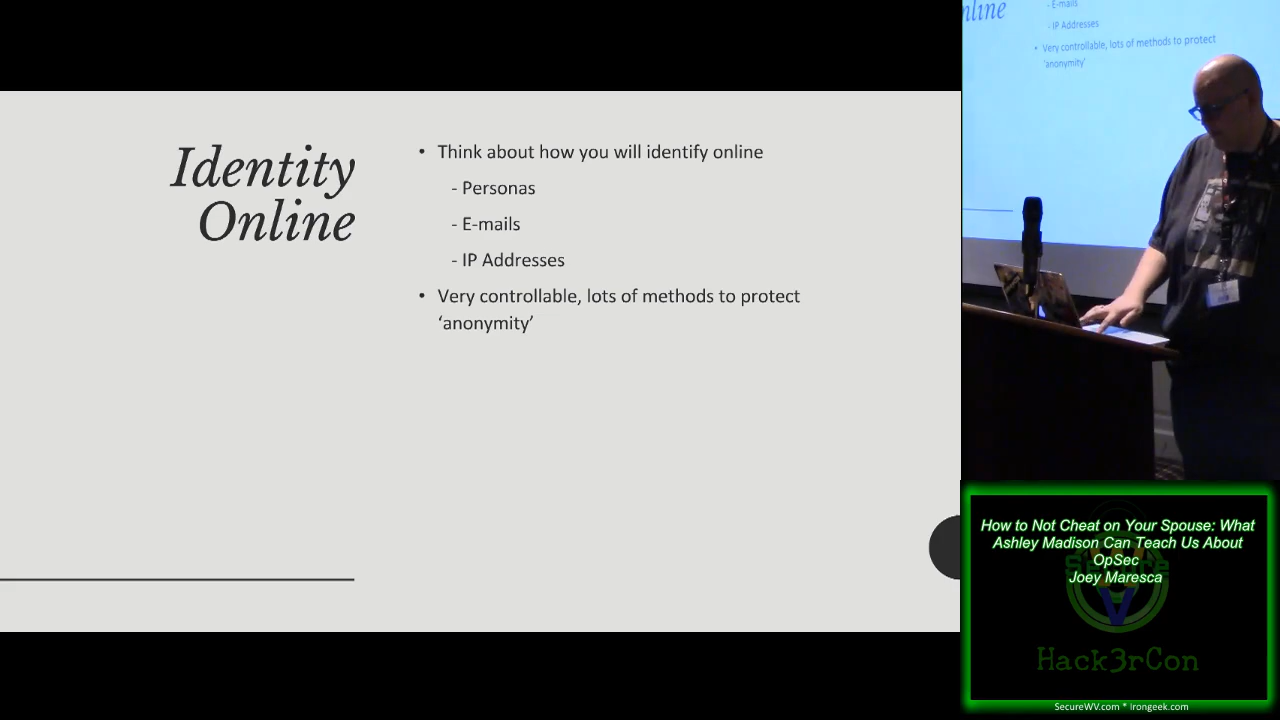 Identity
Online
• Think about how you will identify online
- Personas
- E-mails
- IP Addresses
• Very controllable, lots of methods to protect
‘anonymity’
nline
- E-mails
- IP Addresses
• Very controllable, lots of methods to protect
'anonymity'
How to Not Cheat on Your Spouse: What
Ashley Madison Can Teach Us About
OpSec
Joey Maresca
Hack3rCon
SecureWV.com * Irongeek.com